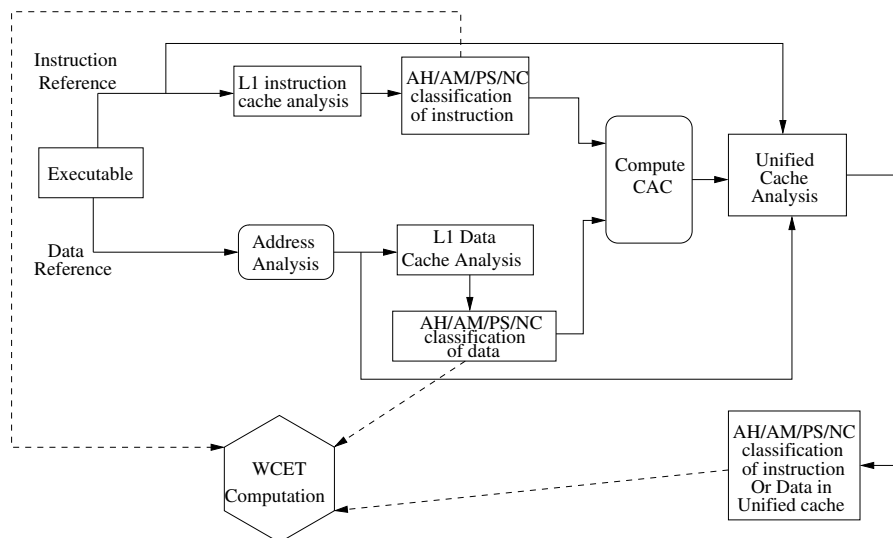 Instruction
Reference
L1 instruction
cache analysis
AH/AM/PS/NC
classification
of instruction
Executable
Compute
CAC
Unified
Cache
Analysis
Data
Reference
Address
Analysis
L1 Data
Cache Analysis
AH/AM/PS/NC
classification
of data
WCET
Computation
AH/AM/PS/NC
classification
of instruction
Or Data in
Unified cache